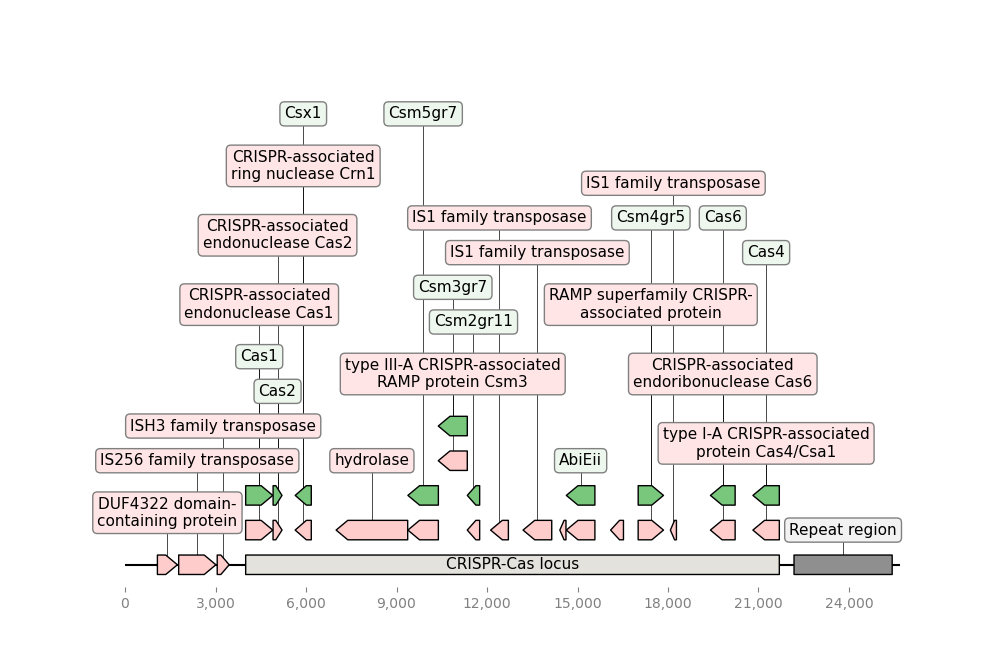 Csx1
Csm5gr7
CRISPR-associated
ring nuclease Crn1
IS1 family transposase
CRISPR-associated
endonuclease Cas2
IS1 family transposase
Csm4gr5
Cas6
IS1 family transposase
Cas4
CRISPR-associated
endonuclease Cas1
Csm3gr7
RAMP superfamily CRISPR-
associated protein
Csm2gr11
Cas1
type III-A CRISPR-associated
RAMP protein Csm3
CRISPR-associated
endoribonuclease Cas6
Cas2
ISH3 family transposase
type I-A CRISPR-associated
protein Cas4/Csa1
IS256 family transposase
hydrolase
AbiEii
DUF4322 domain-
containing protein
Repeat region
CRISPR-Cas locus
0
3,000
6,000
9,000
12,000
15,000
18,000
21,000
24,000